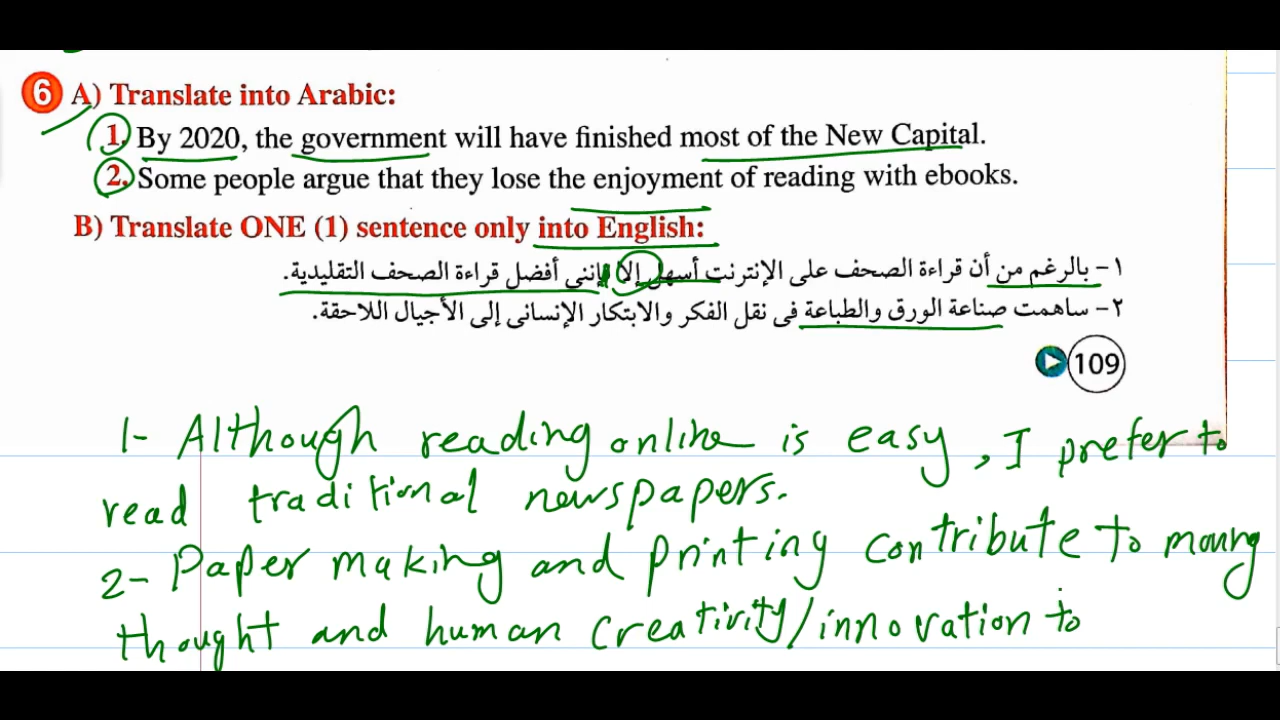 6 A) Translate into Arabic:
1. By 2020, the government will have finished most of the New Capital.
2. Some people argue that they lose the enjoyment of reading with ebooks.
B) Translate ONE (1) sentence only into English:
١- بالرغم من أن قراءة الصحف على الإنترنت أسهل إلا إننى أفضل قراءة الصحف التقليدية.
٢- ساهمت صناعة الورق والطباعة فى نقل الفكر والابتكار الإنسانى إلى الأجيال اللاحقة.
109
1- Although reading online is easy, I prefer to
read traditional newspapers.
2- Paper making and printing contribute to moving
thought and human creativity/innovation to